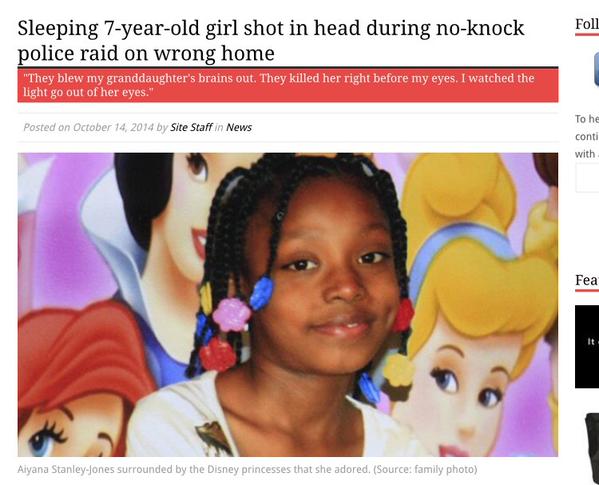 Sleeping 7-year-old girl shot in head during no-knock
police raid on wrong home
"They blew my granddaughter's brains out. They killed her right before my eyes. I watched the
light go out of her eyes."
Posted on October 14, 2014 by Site Staff in News
Aiyana Stanley-Jones surrounded by the Disney princesses that she adored. (Source: family photo)
To he
conti
with
Fea
It